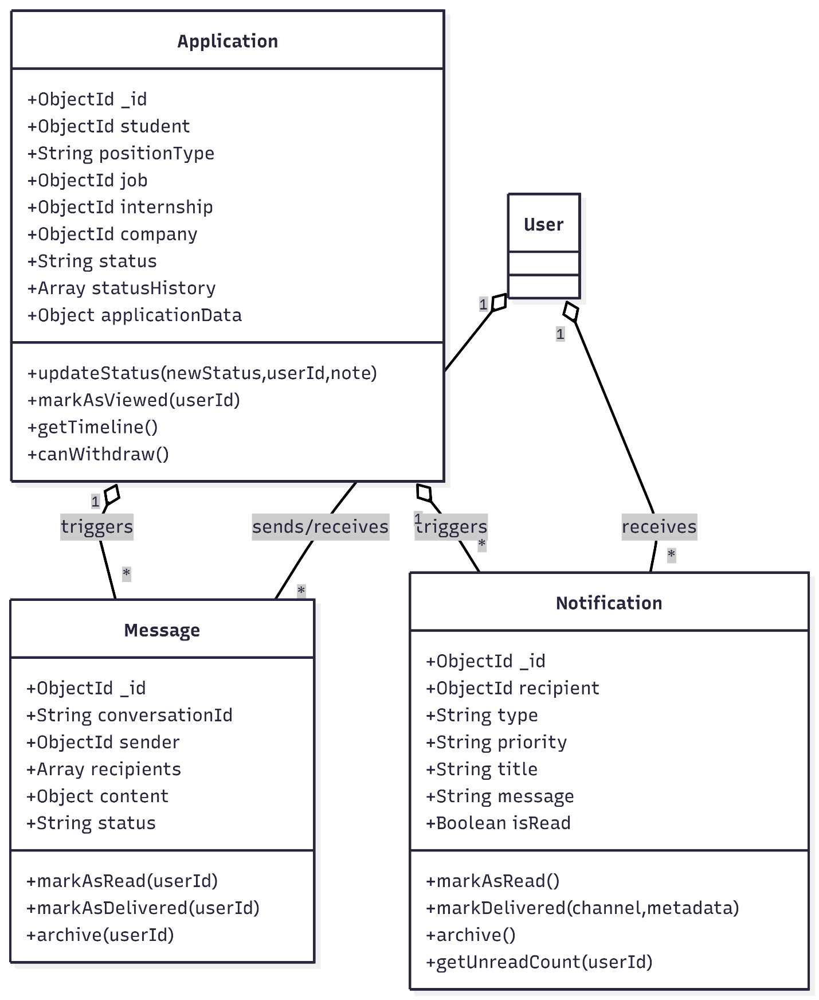 Application
+ObjectId _id
+ObjectId student
+String positionType
+ObjectId job
+ObjectId internship
+ObjectId company
+String status
+Array statusHistory
+Object applicationData
+updateStatus(newStatus,userId,note)
+markAsViewed(userId)
+getTimeline()
+canWithdraw()
User
1
1
1
triggers
*
sends/receives
*
1
triggers
*
receives
*
Message
+ObjectId _id
+String conversationId
+ObjectId sender
+Array recipients
+Object content
+String status
+markAsRead(userId)
+markAsDelivered(userId)
+archive(userId)
Notification
+ObjectId _id
+ObjectId recipient
+String type
+String priority
+String title
+String message
+Boolean isRead
+markAsRead()
+markDelivered(channel,metadata)
+archive()
+getUnreadCount(userId)